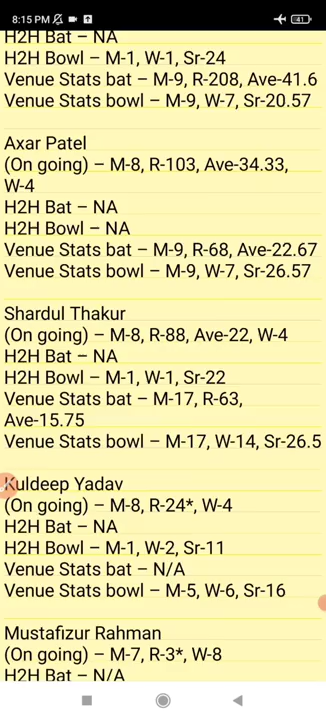 8:15 PM
41
H2H Bat – NA
H2H Bowl – M-1, W-1, Sr-24
Venue Stats bat – M-9, R-208, Ave-41.6
Venue Stats bowl – M-9, W-7, Sr-20.57
Axar Patel
(On going) – M-8, R-103, Ave-34.33,
W-4
H2H Bat – NA
H2H Bowl – NA
Venue Stats bat – M-9, R-68, Ave-22.67
Venue Stats bowl – M-9, W-7, Sr-26.57
Shardul Thakur
(On going) – M-8, R-88, Ave-22, W-4
H2H Bat – NA
H2H Bowl – M-1, W-1, Sr-22
Venue Stats bat – M-17, R-63,
Ave-15.75
Venue Stats bowl – M-17, W-14, Sr-26.5
Kuldeep Yadav
(On going) – M-8, R-24*, W-4
H2H Bat – NA
H2H Bowl – M-1, W-2, Sr-11
Venue Stats bat – N/A
Venue Stats bowl – M-5, W-6, Sr-16
Mustafizur Rahman
(On going) – M-7, R-3*, W-8
H2H Bat – N/A